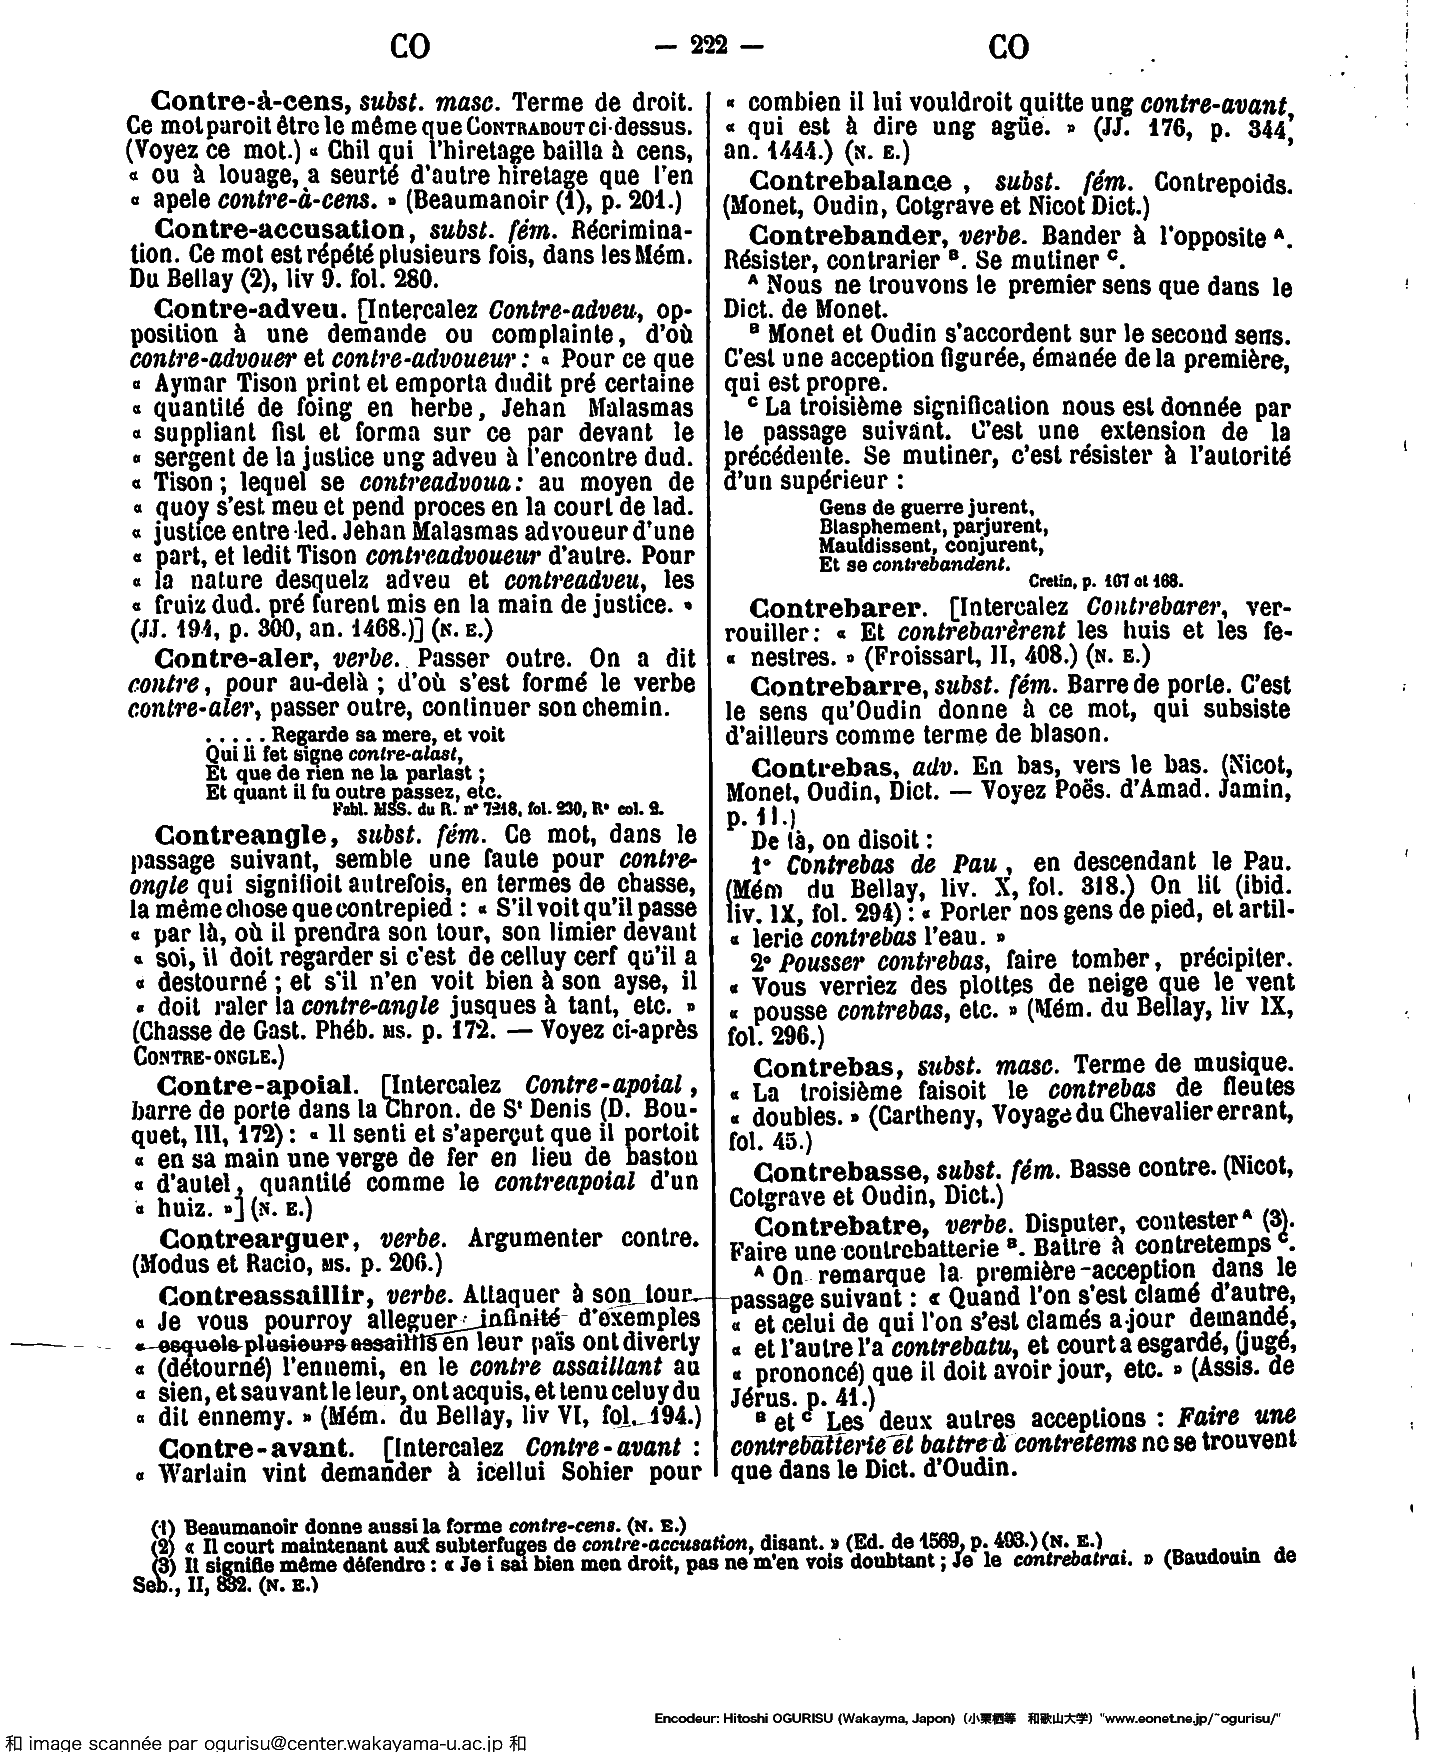 CO — 222 — CO
Contre-à-cens, subst. masc. Terme de droit.
Ce mot paroit être le même que CONTRABOUT ci-dessus.
(Voyez ce mot.) « Chil qui l'hiretage bailla à cens,
« ou à louage, a seurté d'autre hiretage que l'en
« apele contre-à-cens. » (Beaumanoir (1), p. 201.)
Contre-accusation, subst. fém. Récrimina-
tion. Ce mot est répété plusieurs fois, dans les Mém.
Du Bellay (2), liv 9. fol. 280.
Contre-adveu. [Intercalez Contre-adveu, op-
position à une demande ou complainte, d'où
contre-advouer et contre-advoueur : « Pour ce que
« Aymar Tison print et emporta dudit pré certaine
« quantité de foing en herbe, Jehan Malasmas
« suppliant fist et forma sur ce par devant le
« sergent de la justice ung adveu à l'encontre dud.
« Tison ; lequel se contreadvoua : au moyen de
« quoy s'est meu et pend proces en la court de lad.
« justice entre led. Jehan Malasmas advoueur d'une
« part, et ledit Tison contreadvoueur d'autre. Pour
« la nature desquelz adveu et contreadveu, les
« fruiz dud. pré furent mis en la main de justice. »
(JJ. 194, p. 300, an. 1468.)] (N. E.)
Contre-aler, verbe. Passer outre. On a dit
contre, pour au-delà ; d'où s'est formé le verbe
contre-aler, passer outre, continuer son chemin.
. . . . . Regarde sa mere, et voit
Qui li fet signe contre-alast,
Et que de rien ne la parlast ;
Et quant il fu outre passez, etc.
Fabl. MSS. du R. n° 7218, fol. 230, R° col. 2.
Contreangle, subst. fém. Ce mot, dans le
passage suivant, semble une faute pour contre-
ongle qui signifioit autrefois, en termes de chasse,
la même chose que contrepied : « S'il voit qu'il passe
« par là, où il prendra son tour, son limier devant
« soi, il doit regarder si c'est de celluy cerf qu'il a
« destourné ; et s'il n'en voit bien à son ayse, il
« doit raler la contre-angle jusques à tant, etc. »
(Chasse de Gast. Phéb. MS. p. 172. — Voyez ci-après
CONTRE-ONGLE.)
Contre-apoial. [Intercalez Contre-apoial,
barre de porte dans la Chron. de St Denis (D. Bou-
quet, III, 172) : « Il senti et s'aperçut que il portoit
« en sa main une verge de fer en lieu de baston
« d'autel, quantité comme le contreapoial d'un
« huiz. »] (N. E.)
Contrearguer, verbe. Argumenter contre.
(Modus et Racio, MS. p. 206.)
Contreassaillir, verbe. Attaquer à son tour.
« Je vous pourroy alleguer infinité d'exemples
« esquels plusieurs assaillis en leur païs ont diverty
« (détourné) l'ennemi, en le contre assaillant au
« sien, et sauvant le leur, ont acquis, et tenu celuy du
« dit ennemy. » (Mém. du Bellay, liv VI, fol. 194.)
Contre-avant. [Intercalez Contre-avant :
« Warlain vint demander à icellui Sohier pour
« combien il lui vouldroit quitte ung contre-avant,
« qui est à dire ung agüe. » (JJ. 176, p. 344,
an. 1444.) (N. E.)
Contrebalance, subst. fém. Contrepoids.
(Monet, Oudin, Cotgrave et Nicot Dict.)
Contrebander, verbe. Bander à l'opposite A.
Résister, contrarier B. Se mutiner C.
A Nous ne trouvons le premier sens que dans le
Dict. de Monet.
B Monet et Oudin s'accordent sur le second sens.
C'est une acception figurée, émanée de la première,
qui est propre.
C La troisième signification nous est donnée par
le passage suivant. C'est une extension de la
précédente. Se mutiner, c'est résister à l'autorité
d'un supérieur :
Gens de guerre jurent,
Blasphement, parjurent,
Mauldissent, conjurent,
Et se contrebandent.
Cretin, p. 167 et 168.
Contrebarer. [Intercalez Contrebarer, ver-
rouiller : « Et contrebarèrent les huis et les fe-
« nestres. » (Froissart, II, 408.) (N. E.)
Contrebarre, subst. fém. Barre de porte. C'est
le sens qu'Oudin donne à ce mot, qui subsiste
d'ailleurs comme terme de blason.
Contrebas, adv. En bas, vers le bas. (Nicot,
Monet, Oudin, Dict. — Voyez Poës. d'Amad. Jamin,
p. 11.)
De là, on disoit :
1° Contrebas de Pau, en descendant le Pau.
(Mém du Bellay, liv. X, fol. 318.) On lit (ibid.
liv. IX, fol. 294) : « Porter nos gens de pied, et artil-
« lerie contrebas l'eau. »
2° Pousser contrebas, faire tomber, précipiter.
« Vous verriez des plottes de neige que le vent
« pousse contrebas, etc. » (Mém. du Bellay, liv IX,
fol. 296.)
Contrebas, subst. masc. Terme de musique.
« La troisième faisoit le contrebas de fleutes
« doubles. » (Cartheny, Voyage du Chevalier errant,
fol. 45.)
Contrebasse, subst. fém. Basse contre. (Nicot,
Cotgrave et Oudin, Dict.)
Contrebatre, verbe. Disputer, contester A (3).
Faire une contrebatterie B. Battre à contretemps C.
A On remarque la première acception dans le
passage suivant : « Quand l'on s'est clamé d'autre,
« et celui de qui l'on s'est clamés a jour demandé,
« et l'autre l'a contrebatu, et court a esgardé, (jugé,
« prononcé) que il doit avoir jour, etc. » (Assis. de
Jérus. p. 41.)
B et C Les deux autres acceptions : Faire une
contrebatterie et battre à contretems ne se trouvent
que dans le Dict. d'Oudin.
(1) Beaumanoir donne aussi la forme contre-cens. (N. E.)
(2) « Il court maintenant aux subterfuges de contre-accusation, disant. » (Ed. de 1569, p. 493.) (N. E.)
(3) Il signifie même défendre : « Je i sai bien men droit, pas ne m'en vois doubtant ; Je le contrebatrai. » (Baudouin de
Seb., II, 832. (N. E.)
Encodeur: Hitoshi OGURISU (Wakayma, Japon) (小栗栖等 和歌山大学) "www.eonet.ne.jp/~ogurisu/"
和 image scannée par ogurisu@center.wakayama-u.ac.jp 和